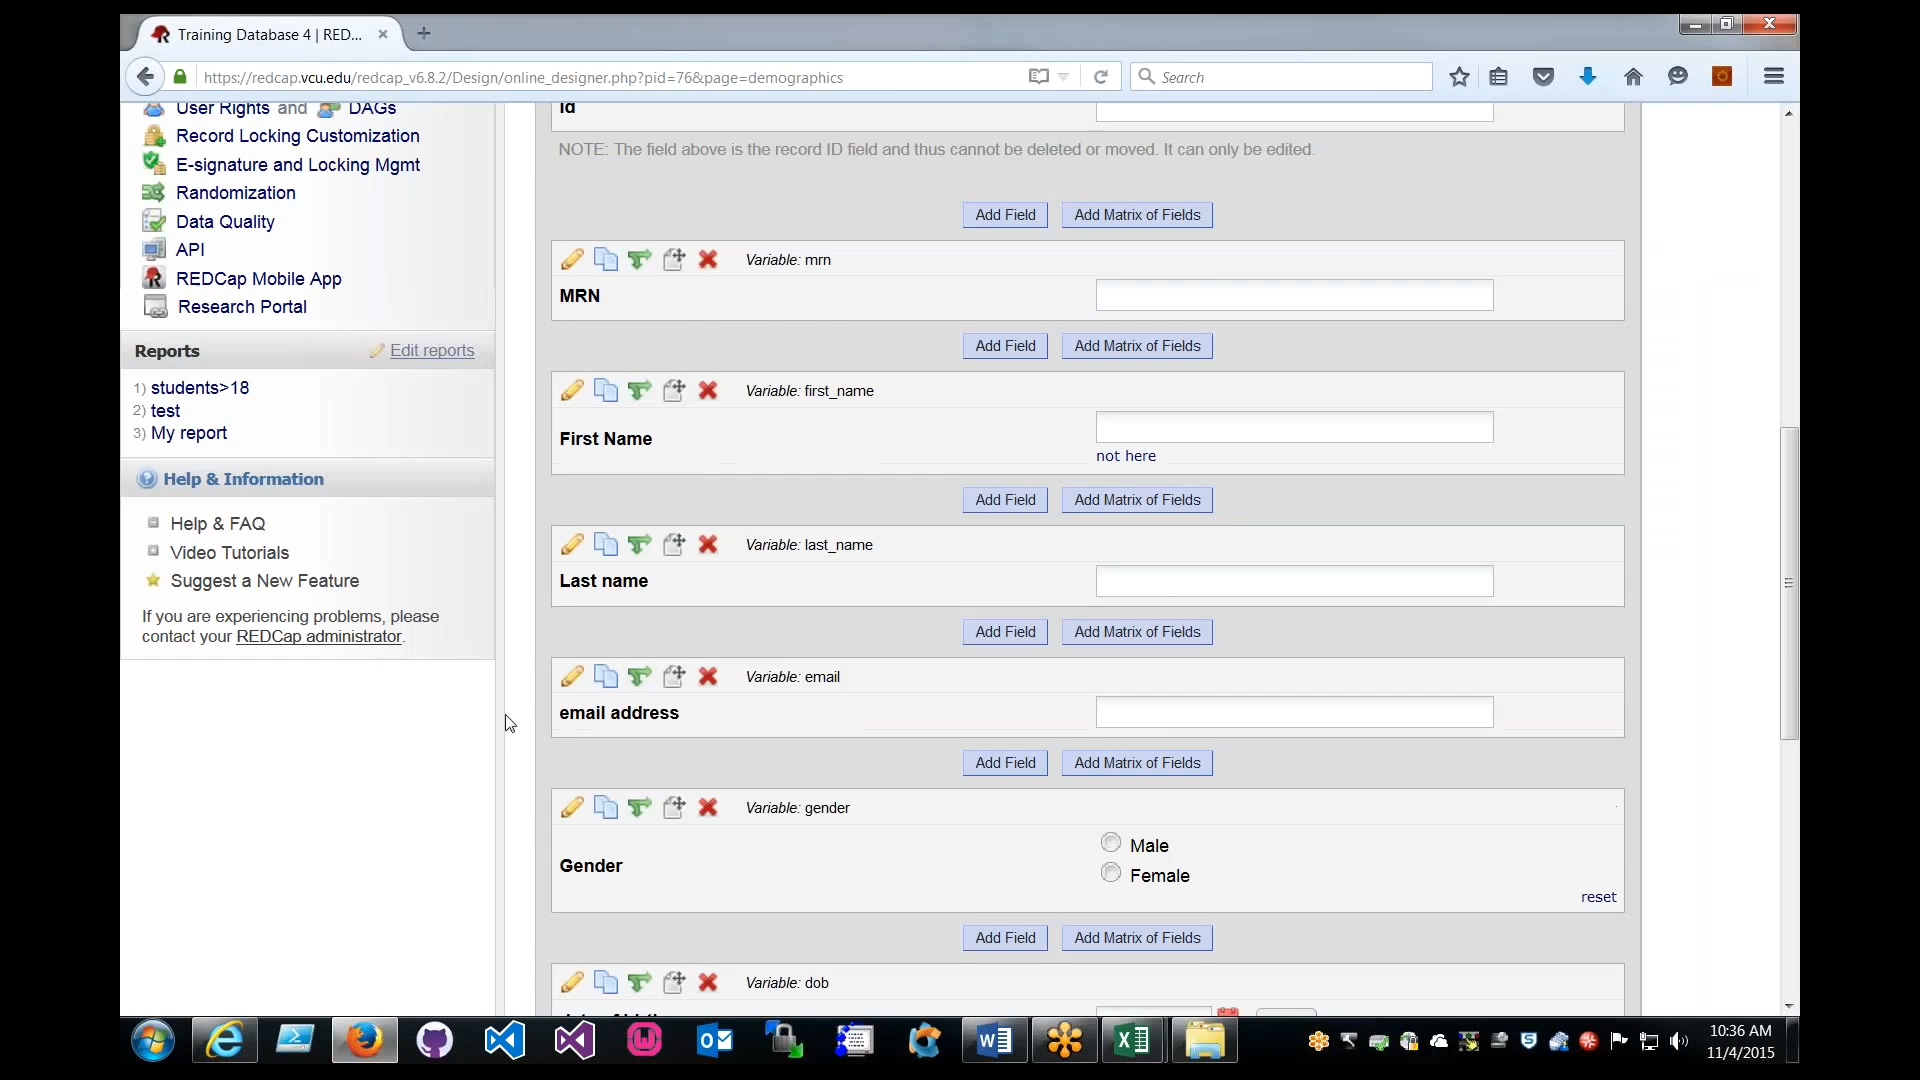 Training Database 4 | RED...
https://redcap.vcu.edu/redcap_v6.8.2/Design/online_designer.php?pid=76&page=demographics
Search
User Rights and DAGs
Record Locking Customization
E-signature and Locking Mgmt
Randomization
Data Quality
API
REDCap Mobile App
Research Portal
Reports
Edit reports
1) students>18
2) test
3) My report
Help & Information
Help & FAQ
Video Tutorials
Suggest a New Feature
If you are experiencing problems, please
contact your REDCap administrator.
Id
NOTE: The field above is the record ID field and thus cannot be deleted or moved. It can only be edited.
Add Field Add Matrix of Fields
Variable: mrn
MRN
Add Field Add Matrix of Fields
Variable: first_name
First Name
not here
Add Field Add Matrix of Fields
Variable: last_name
Last name
Add Field Add Matrix of Fields
Variable: email
email address
Add Field Add Matrix of Fields
Variable: gender
Gender
Male
Female
reset
Add Field Add Matrix of Fields
Variable: dob
10:36 AM
11/4/2015